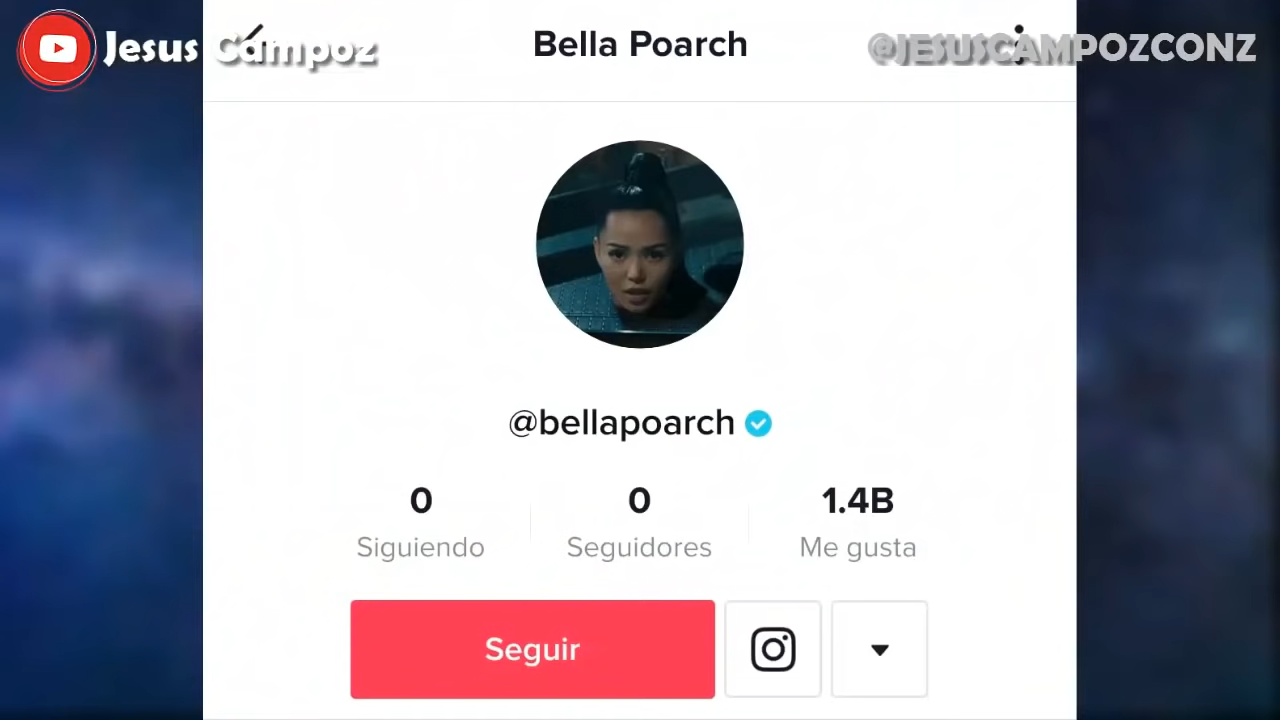 Jesus Campoz
Bella Poarch
@JESUSCAMPOZCONZ
@bellapoarch
0 0 1.4B
Siguiendo Seguidores Me gusta
Seguir